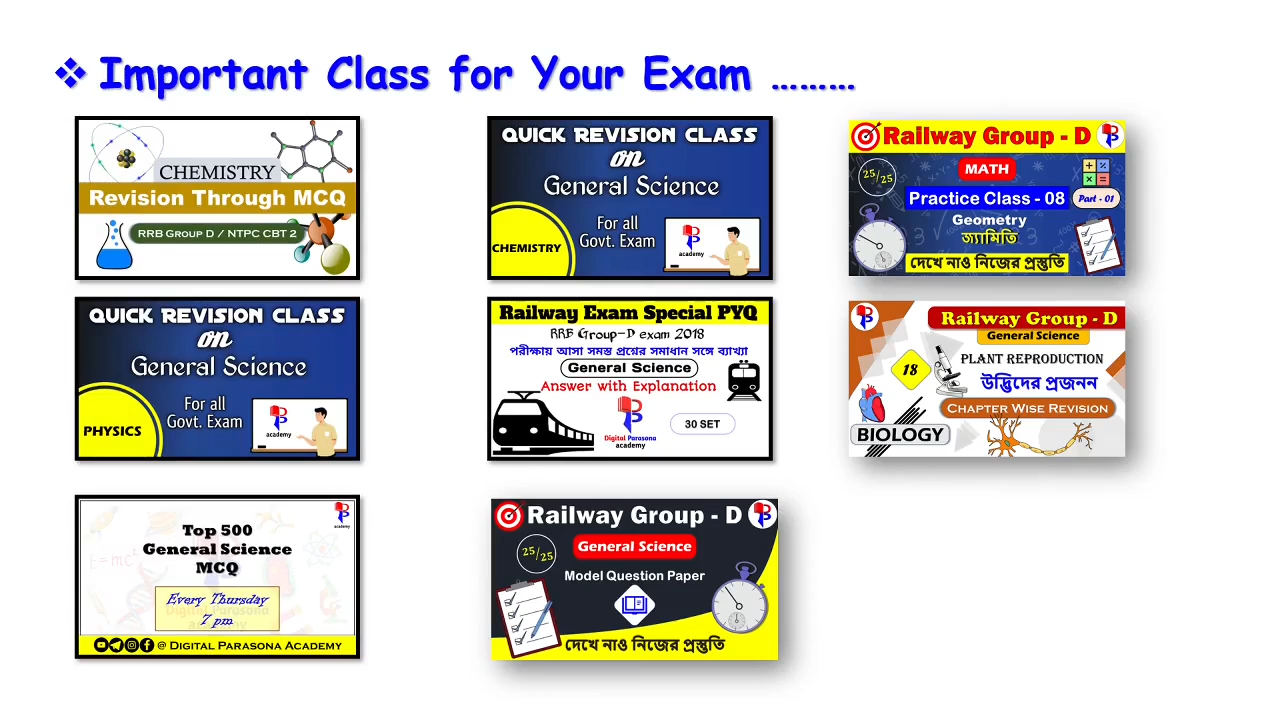 ❖ Important Class for Your Exam ………
CHEMISTRY
Revision Through MCQ
RRB GROUP D / NTPC CBT 2
QUICK REVISION CLASS
on
General Science
For all
Govt. Exam
CHEMISTRY
academy
Railway Group - D
25/25
MATH
Practice Class - 08
Part - 01
Geometry
জ্যামিতি
দেখে নাও নিজের প্রস্তুতি
QUICK REVISION CLASS
on
General Science
For all
Govt. Exam
PHYSICS
academy
Railway Exam Special PYQ
RRB Group-D exam 2018
পরীক্ষায় আসা সমস্ত প্রশ্নের সমাধান সঙ্গে ব্যাখ্যা
General Science
Answer with Explanation
30 SET
Digital Parasona
academy
Railway Group - D
General Science
18
PLANT REPRODUCTION
উদ্ভিদের প্রজনন
CHAPTER WISE REVISION
BIOLOGY
academy
Top 500
General Science
MCQ
Every Thursday
7 pm
@ DIGITAL PARASONA ACADEMY
Railway Group - D
25/25
General Science
Model Question Paper
দেখে নাও নিজের প্রস্তুতি